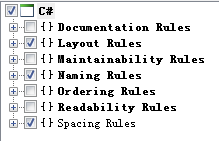 C#
{} Documentation Rules
{} Layout Rules
{} Maintainability Rules
{} Naming Rules
{} Ordering Rules
{} Readability Rules
{} Spacing Rules